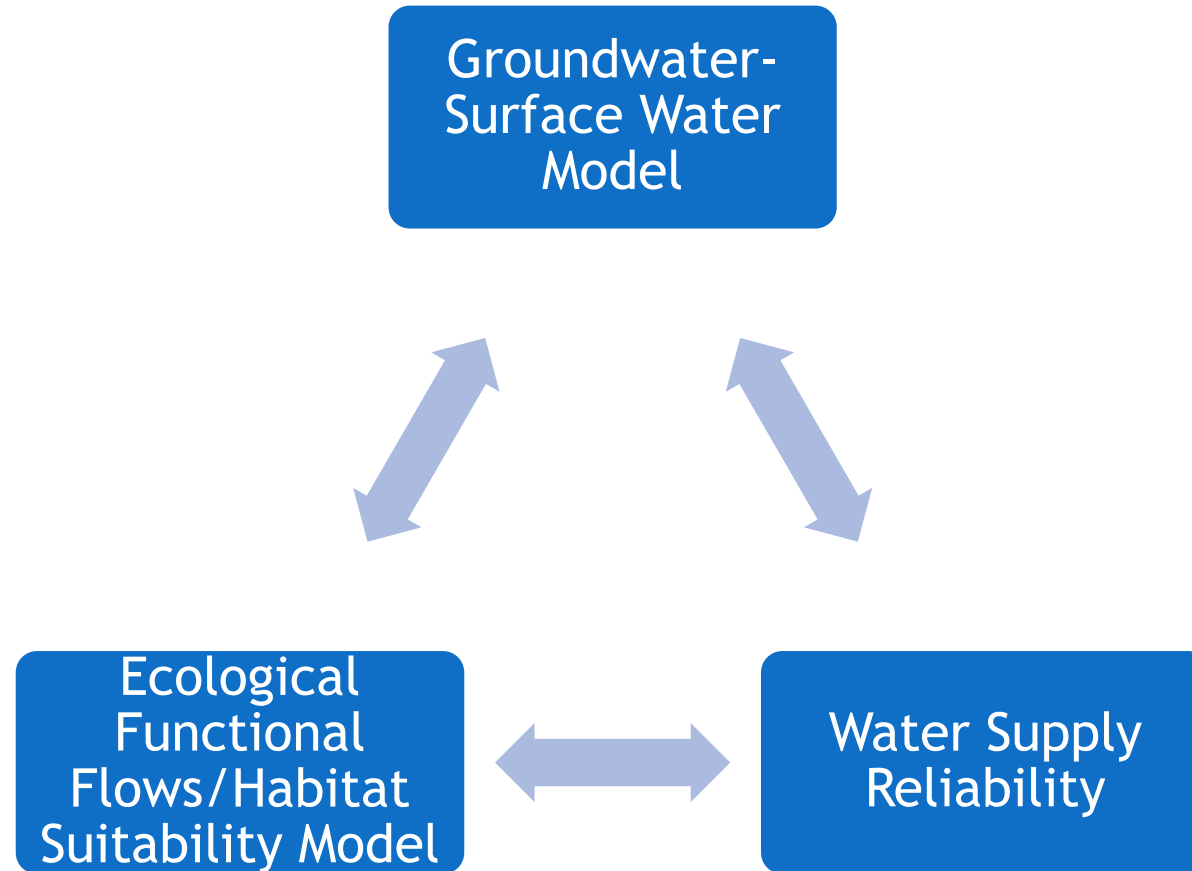 Groundwater-
Surface Water
Model
Ecological
Functional
Flows/Habitat
Suitability Model
Water Supply
Reliability